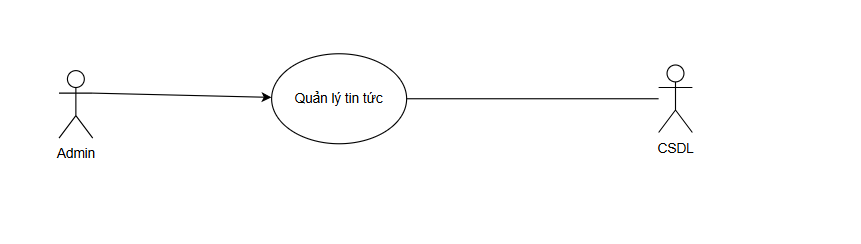 Quản lý tin tức
Admin
CSDL